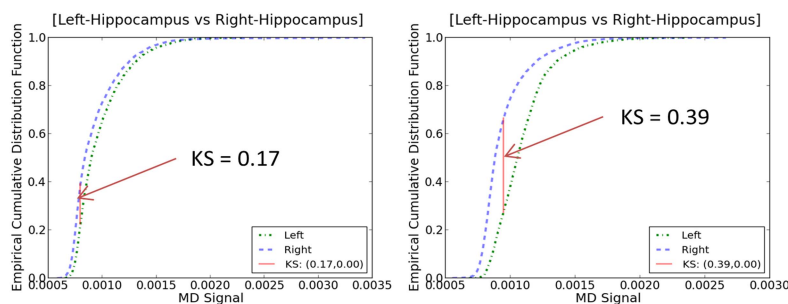 [Left-Hippocampus vs Right-Hippocampus]
Empirical Cumulative Distribution Function
1.0
0.8
0.6
0.4
0.2
0.0
KS = 0.17
Left
Right
KS: (0.17,0.00)
0.0005
0.0010
0.0015
0.0020
0.0025
0.0030
0.0035
MD Signal
[Left-Hippocampus vs Right-Hippocampus]
Empirical Cumulative Distribution Function
1.0
0.8
0.6
0.4
0.2
0.0
KS = 0.39
Left
Right
KS: (0.39,0.00)
0.0005
0.0010
0.0015
0.0020
0.0025
0.0030
MD Signal